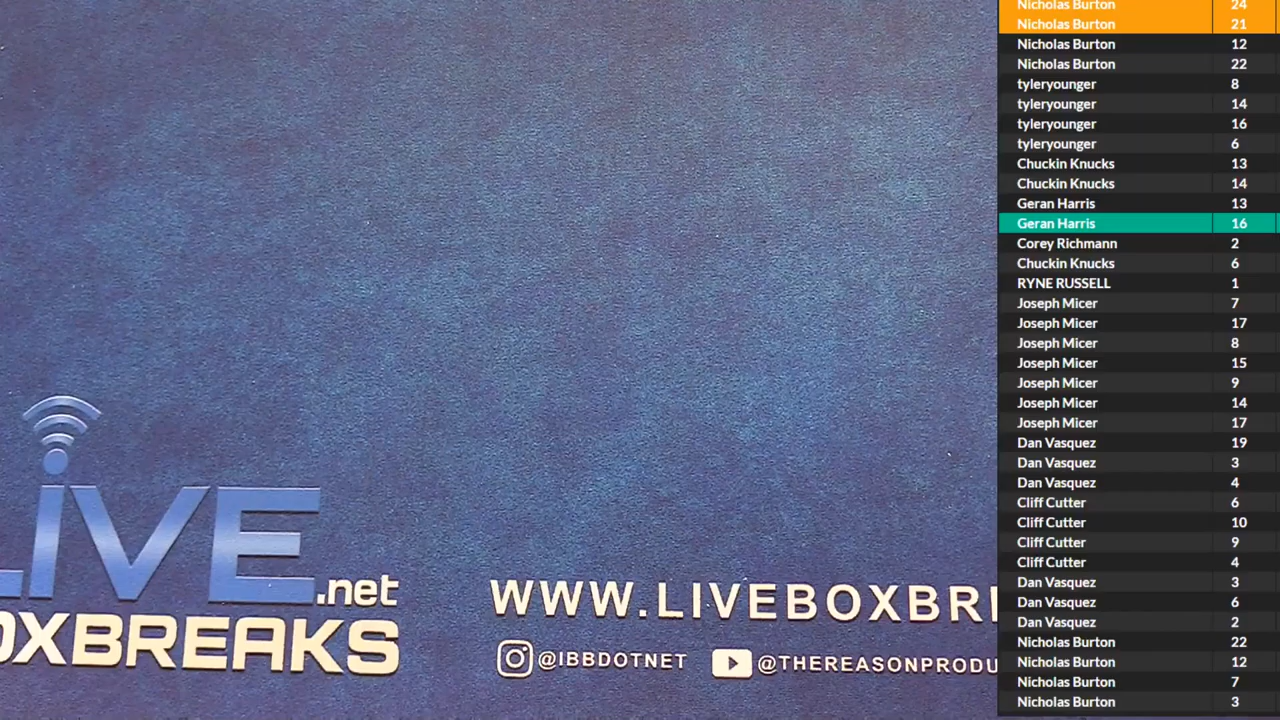 Nicholas Burton 24
Nicholas Burton 21
Nicholas Burton 12
Nicholas Burton 22
tyleryounger 8
tyleryounger 14
tyleryounger 16
tyleryounger 6
Chuckin Knucks 13
Chuckin Knucks 14
Geran Harris 13
Geran Harris 16
Corey Richmann 2
Chuckin Knucks 6
RYNE RUSSELL 1
Joseph Micer 7
Joseph Micer 17
Joseph Micer 8
Joseph Micer 15
Joseph Micer 9
Joseph Micer 14
Joseph Micer 17
Dan Vasquez 19
Dan Vasquez 3
Dan Vasquez 4
Cliff Cutter 6
Cliff Cutter 10
Cliff Cutter 9
Cliff Cutter 4
Dan Vasquez 3
Dan Vasquez 6
Dan Vasquez 2
Nicholas Burton 22
Nicholas Burton 12
Nicholas Burton 7
Nicholas Burton 3
LIVE.net
OXBREAKS
WWW.LIVEBOXBR
@IBBDOTNET @THEREASONPRODU